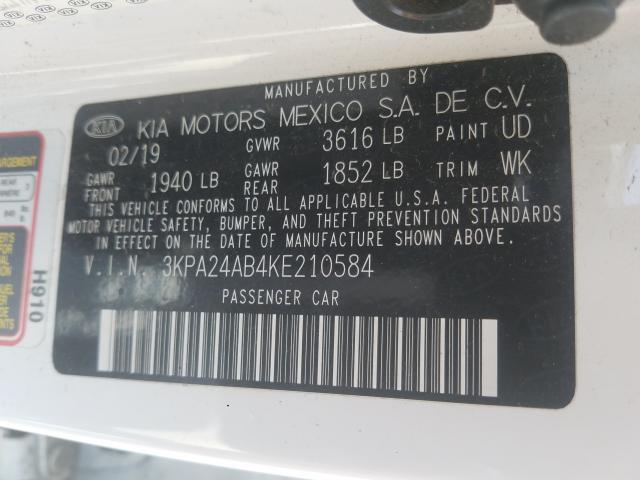 MANUFACTURED BY
KIA KIA MOTORS MEXICO S.A. DE C.V.
02/19 GVWR 3616 LB PAINT UD
GAWR FRONT 1940 LB GAWR REAR 1852 LB TRIM WK
THIS VEHICLE CONFORMS TO ALL APPLICABLE U.S.A. FEDERAL
MOTOR VEHICLE SAFETY, BUMPER, AND THEFT PREVENTION STANDARDS
IN EFFECT ON THE DATE OF MANUFACTURE SHOWN ABOVE.
V.I.N. 3KPA24AB4KE210584
PASSENGER CAR
H910